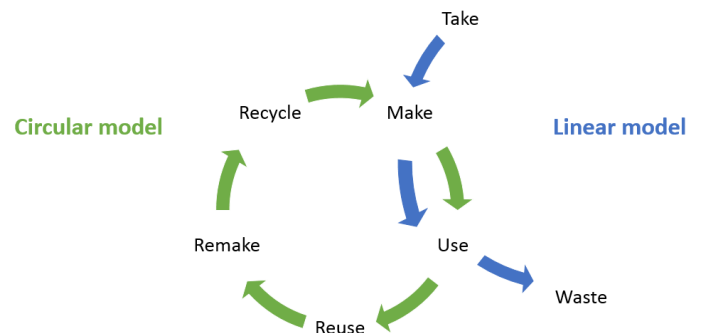 Take
Recycle
Make
Circular model
Linear model
Remake
Use
Waste
Reuse